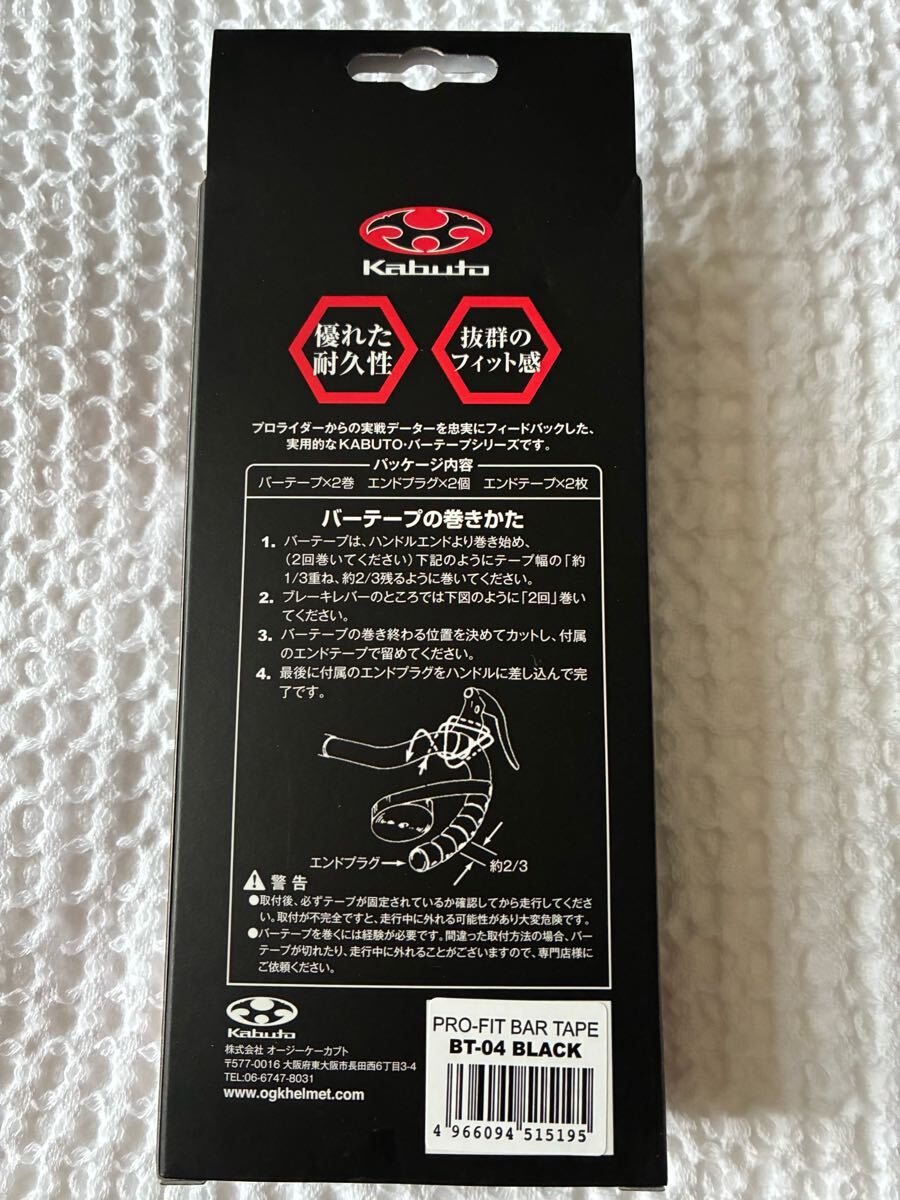 Kabuto
優れた
耐久性
抜群の
フィット感
プロライダーからの実戦データーを忠実にフィードバックした、
実用的なKABUTO・バーテープシリーズです。
パッケージ内容
バーテープ×2巻 エンドプラグ×2個 エンドテープ×2枚
バーテープの巻きかた
1. バーテープは、ハンドルエンドより巻き始め、
(2回巻いてください)下記のようにテープ幅の「約
1/3重ね、約2/3残るように巻いてください。
2. ブレーキレバーのところでは下図のように「2回」巻い
てください。
3. バーテープの巻き終わる位置を決めてカットし、付属
のエンドテープで留めてください。
4. 最後に付属のエンドプラグをハンドルに差し込んで完
了です。
エンドプラグ
約2/3
警告
●取付後、必ずテープが固定されているか確認してから走行してくださ
い。取付が不完全ですと、走行中に外れる可能性があり大変危険です。
●バーテープを巻くには経験が必要です。間違った取付方法の場合、バー
テープが切れたり、走行中に外れることがございますので、専門店様に
ご依頼ください。
Kabuto
株式会社 オージーケーカブト
〒577-0016 大阪府東大阪市長田西6丁目3-4
TEL:06-6747-8031
www.ogkhelmet.com
PRO-FIT BAR TAPE
BT-04 BLACK
4 966094 515195